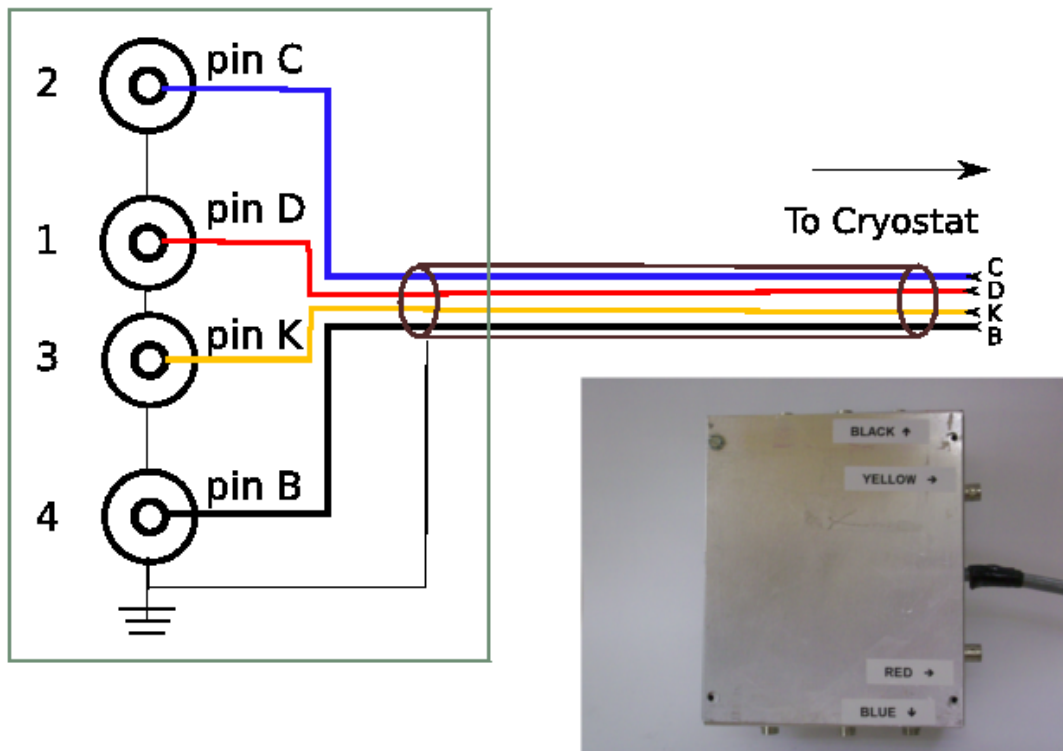 2 pin C
1 pin D
3 pin K
4 pin B
To Cryostat
C
D
K
B
BLACK ↑
YELLOW →
RED →
BLUE ↓